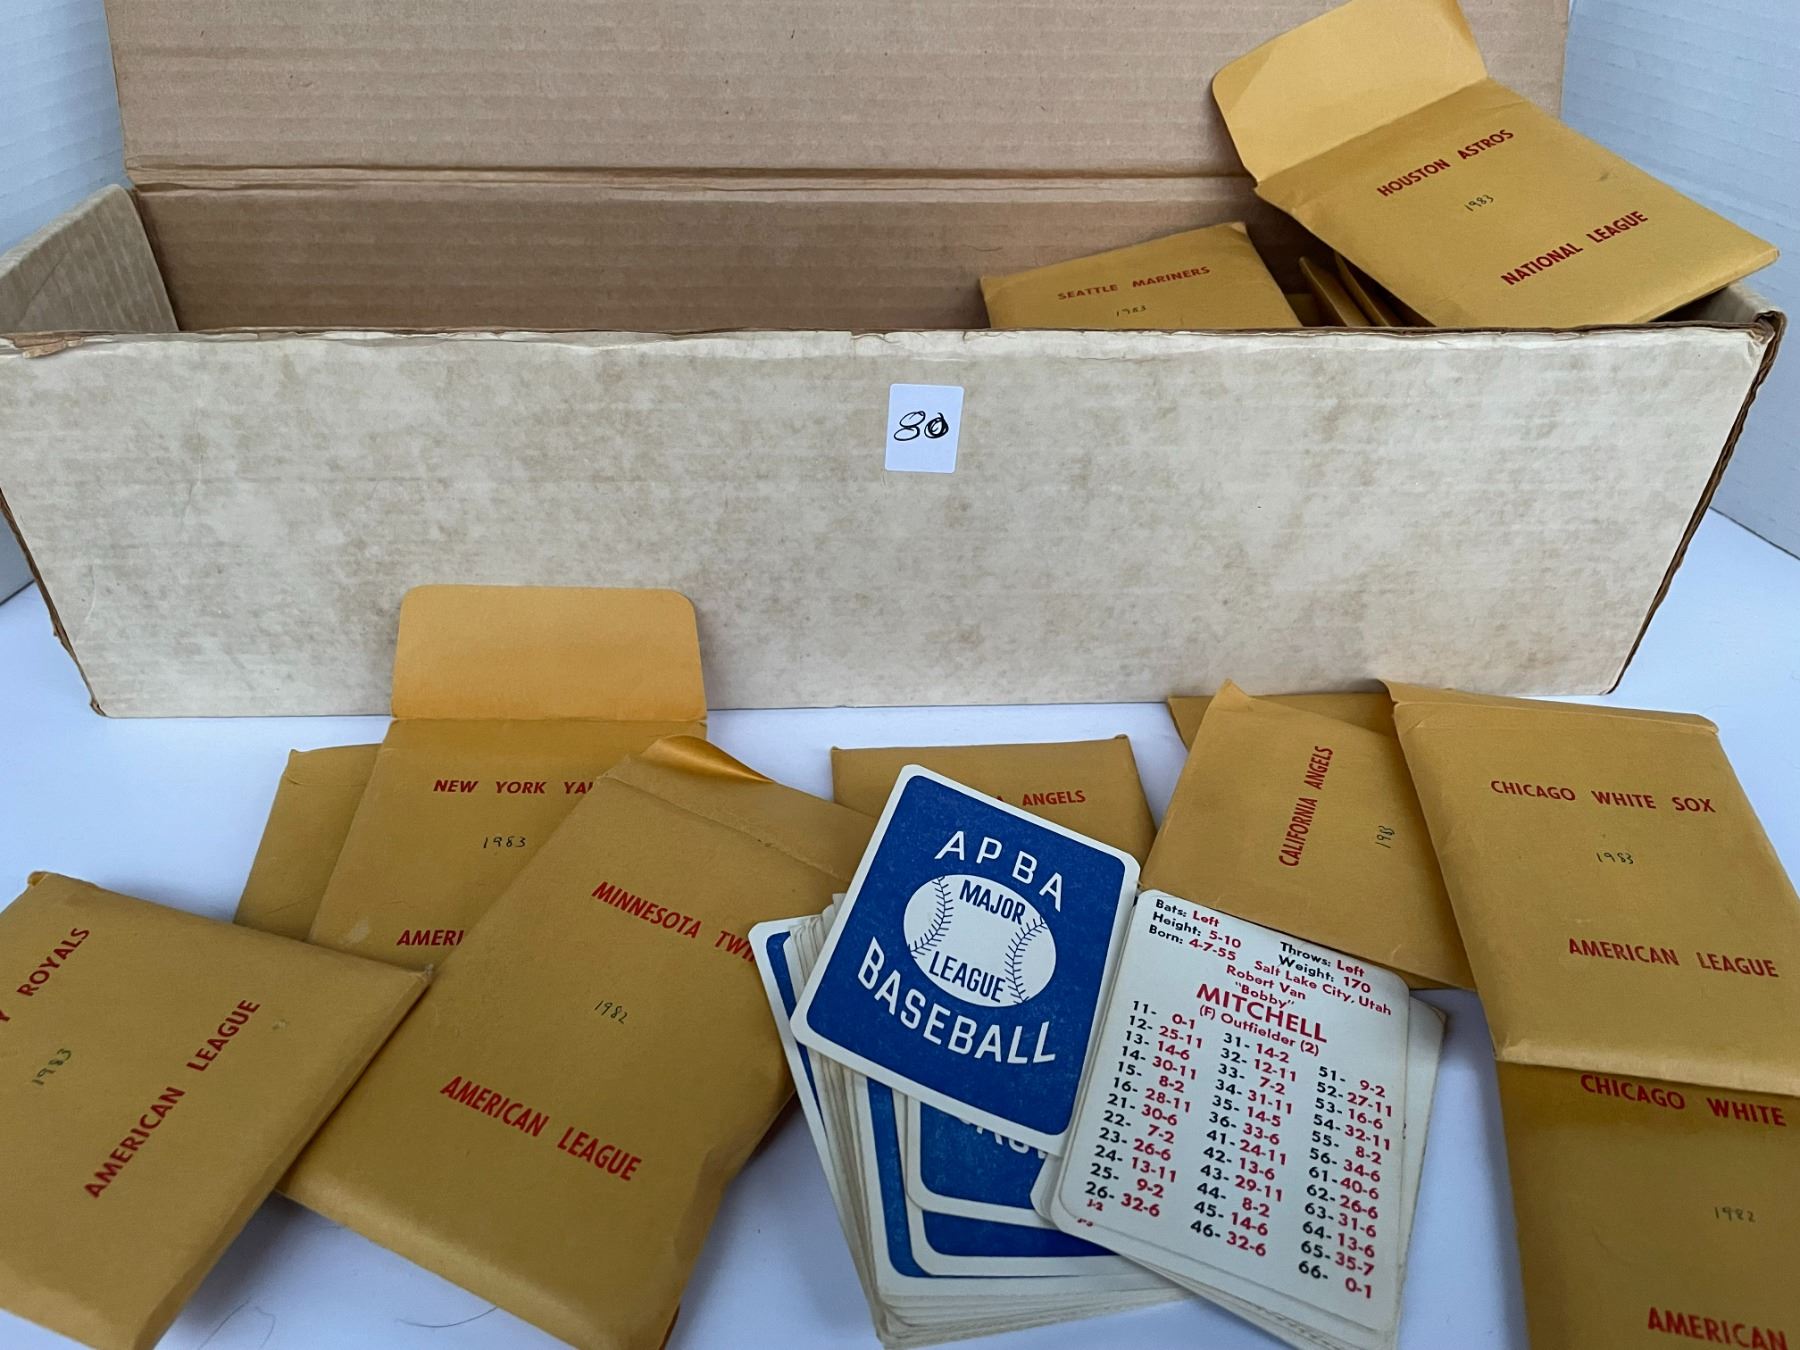 HOUSTON ASTROS
1983
NATIONAL LEAGUE
SEATTLE MARINERS
1983
80
NEW YORK
1983
MINNESOTA
1982
AMERICAN LEAGUE
ROYALS
1983
AMERICAN LEAGUE
ANGELS
CALIFORNIA ANGELS
1983
CHICAGO WHITE SOX
1983
AMERICAN LEAGUE
CHICAGO WHITE
1982
AMERICAN
APBA
MAJOR
LEAGUE
BASEBALL
Bats: Left Throws: Left
Height: 5-10 Weight: 170
Born: 4-7-55 Salt Lake City, Utah
Robert Van
"Bobby"
MITCHELL
(F) Outfielder (2)
11- 0-1 31- 14-2 51- 9-2
12- 25-11 32- 12-11 52- 27-11
13- 14-6 33- 7-2 53- 16-6
14- 30-11 34- 31-11 54- 32-11
15- 8-2 35- 14-5 55- 8-2
16- 28-11 36- 33-6 56- 34-6
21- 30-6 41- 24-11 61- 40-6
22- 7-2 42- 13-6 62- 26-6
23- 26-6 43- 29-11 63- 31-6
24- 13-11 44- 8-2 64- 13-6
25- 9-2 45- 14-6 65- 35-7
26- 32-6 46- 32-6 66- 0-1
J-2